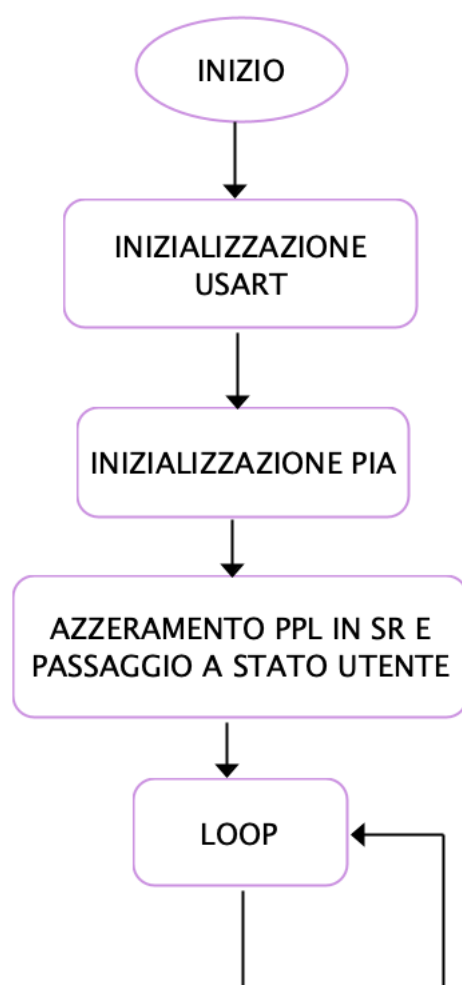 INIZIO
INIZIALIZZAZIONE
USART
INIZIALIZZAZIONE PIA
AZZERAMENTO PPL IN SR E
PASSAGGIO A STATO UTENTE
LOOP